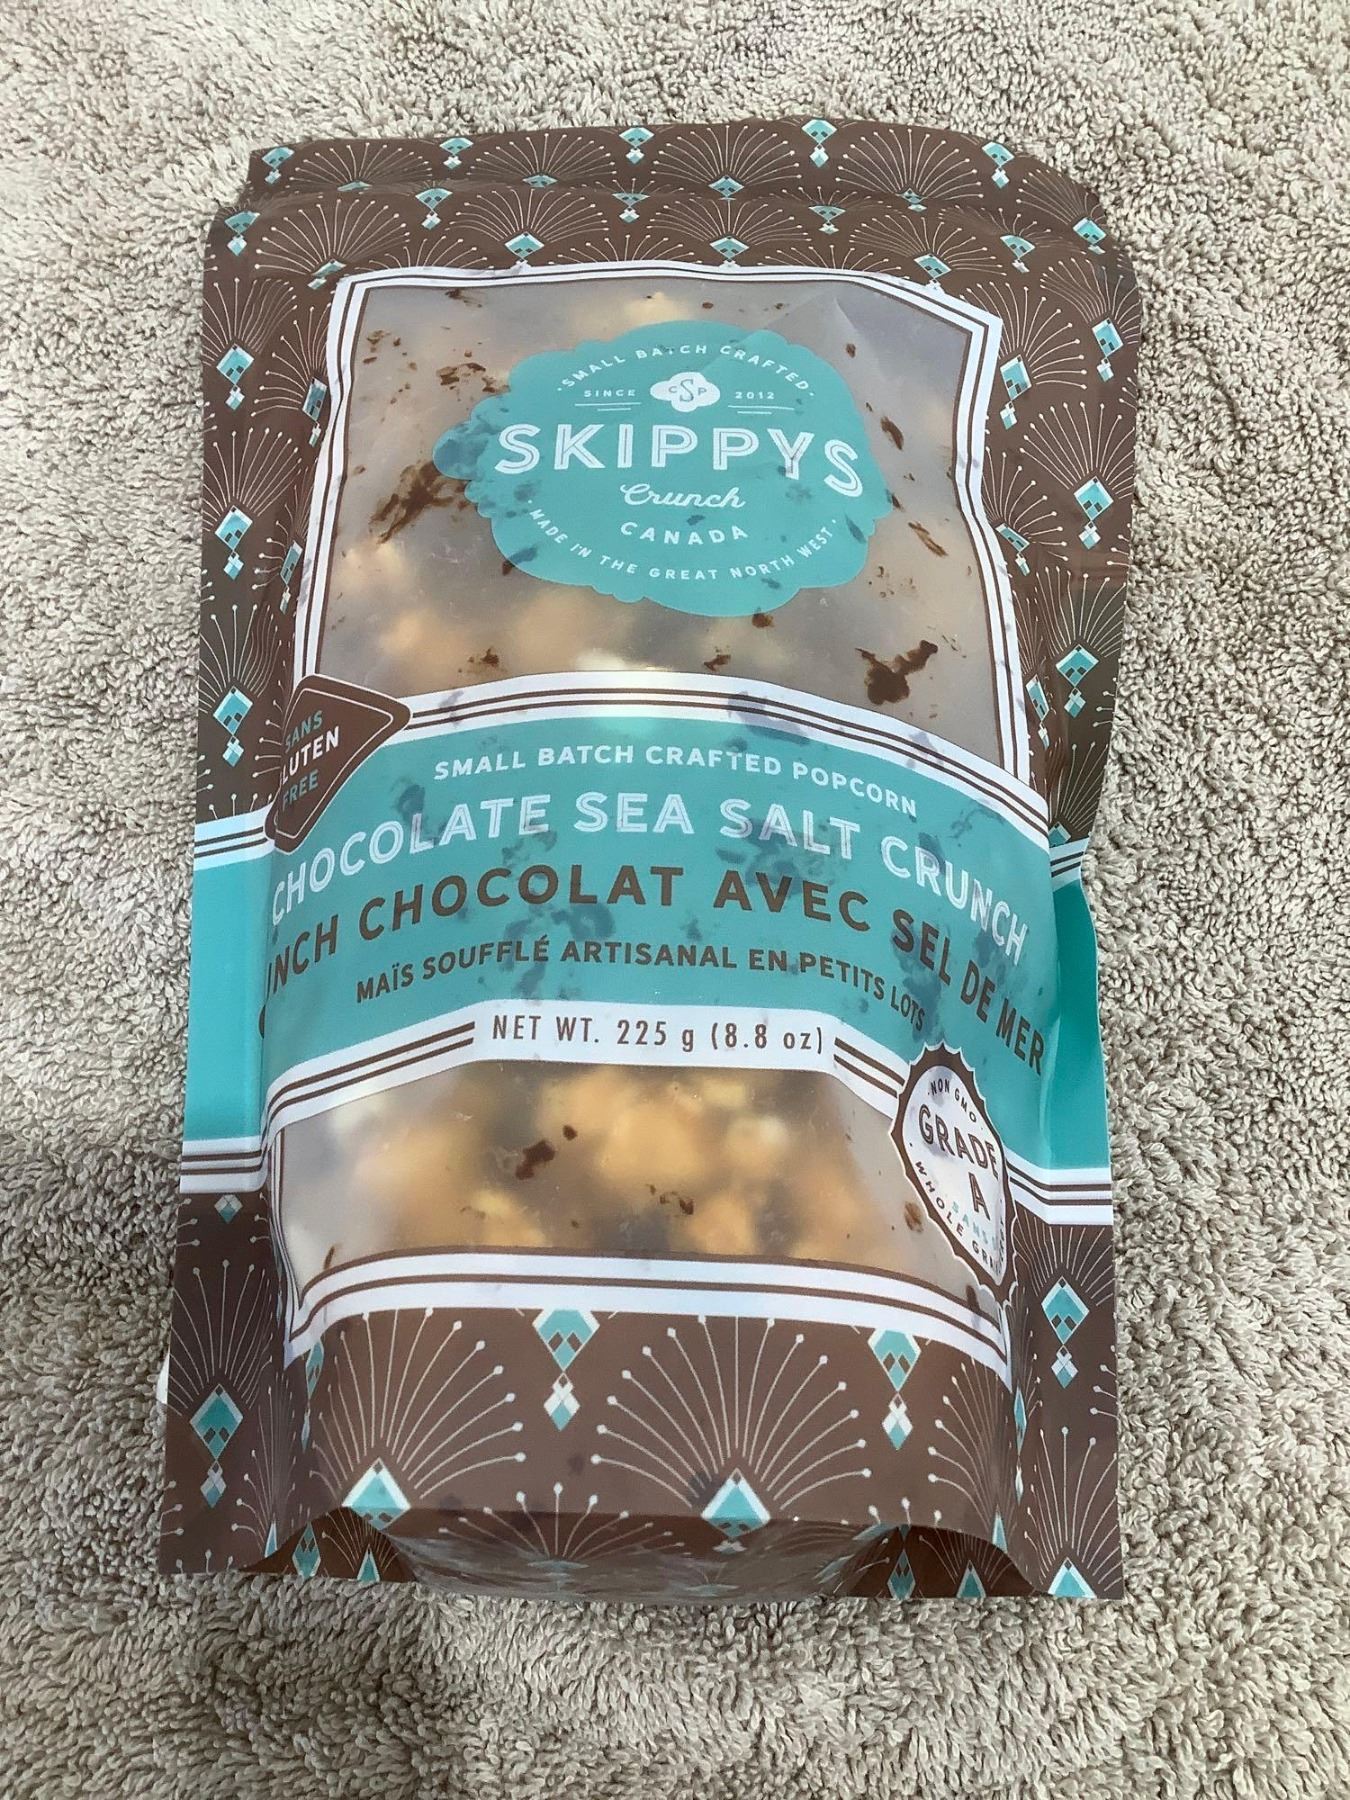 SMALL BATCH CRAFTED
SINCE CSP 2012
SKIPPYS
Crunch
CANADA
MADE IN THE GREAT NORTH WEST
SANS
GLUTEN
FREE
SMALL BATCH CRAFTED POPCORN
CHOCOLATE SEA SALT CRUNCH
CHOCOLAT AVEC SEL DE MER
MAÏS SOUFFLÉ ARTISANAL EN PETITS LOTS
NET WT. 225 g (8.8 oz)
NON GMO
GRADE
A
SANS
WHOLE